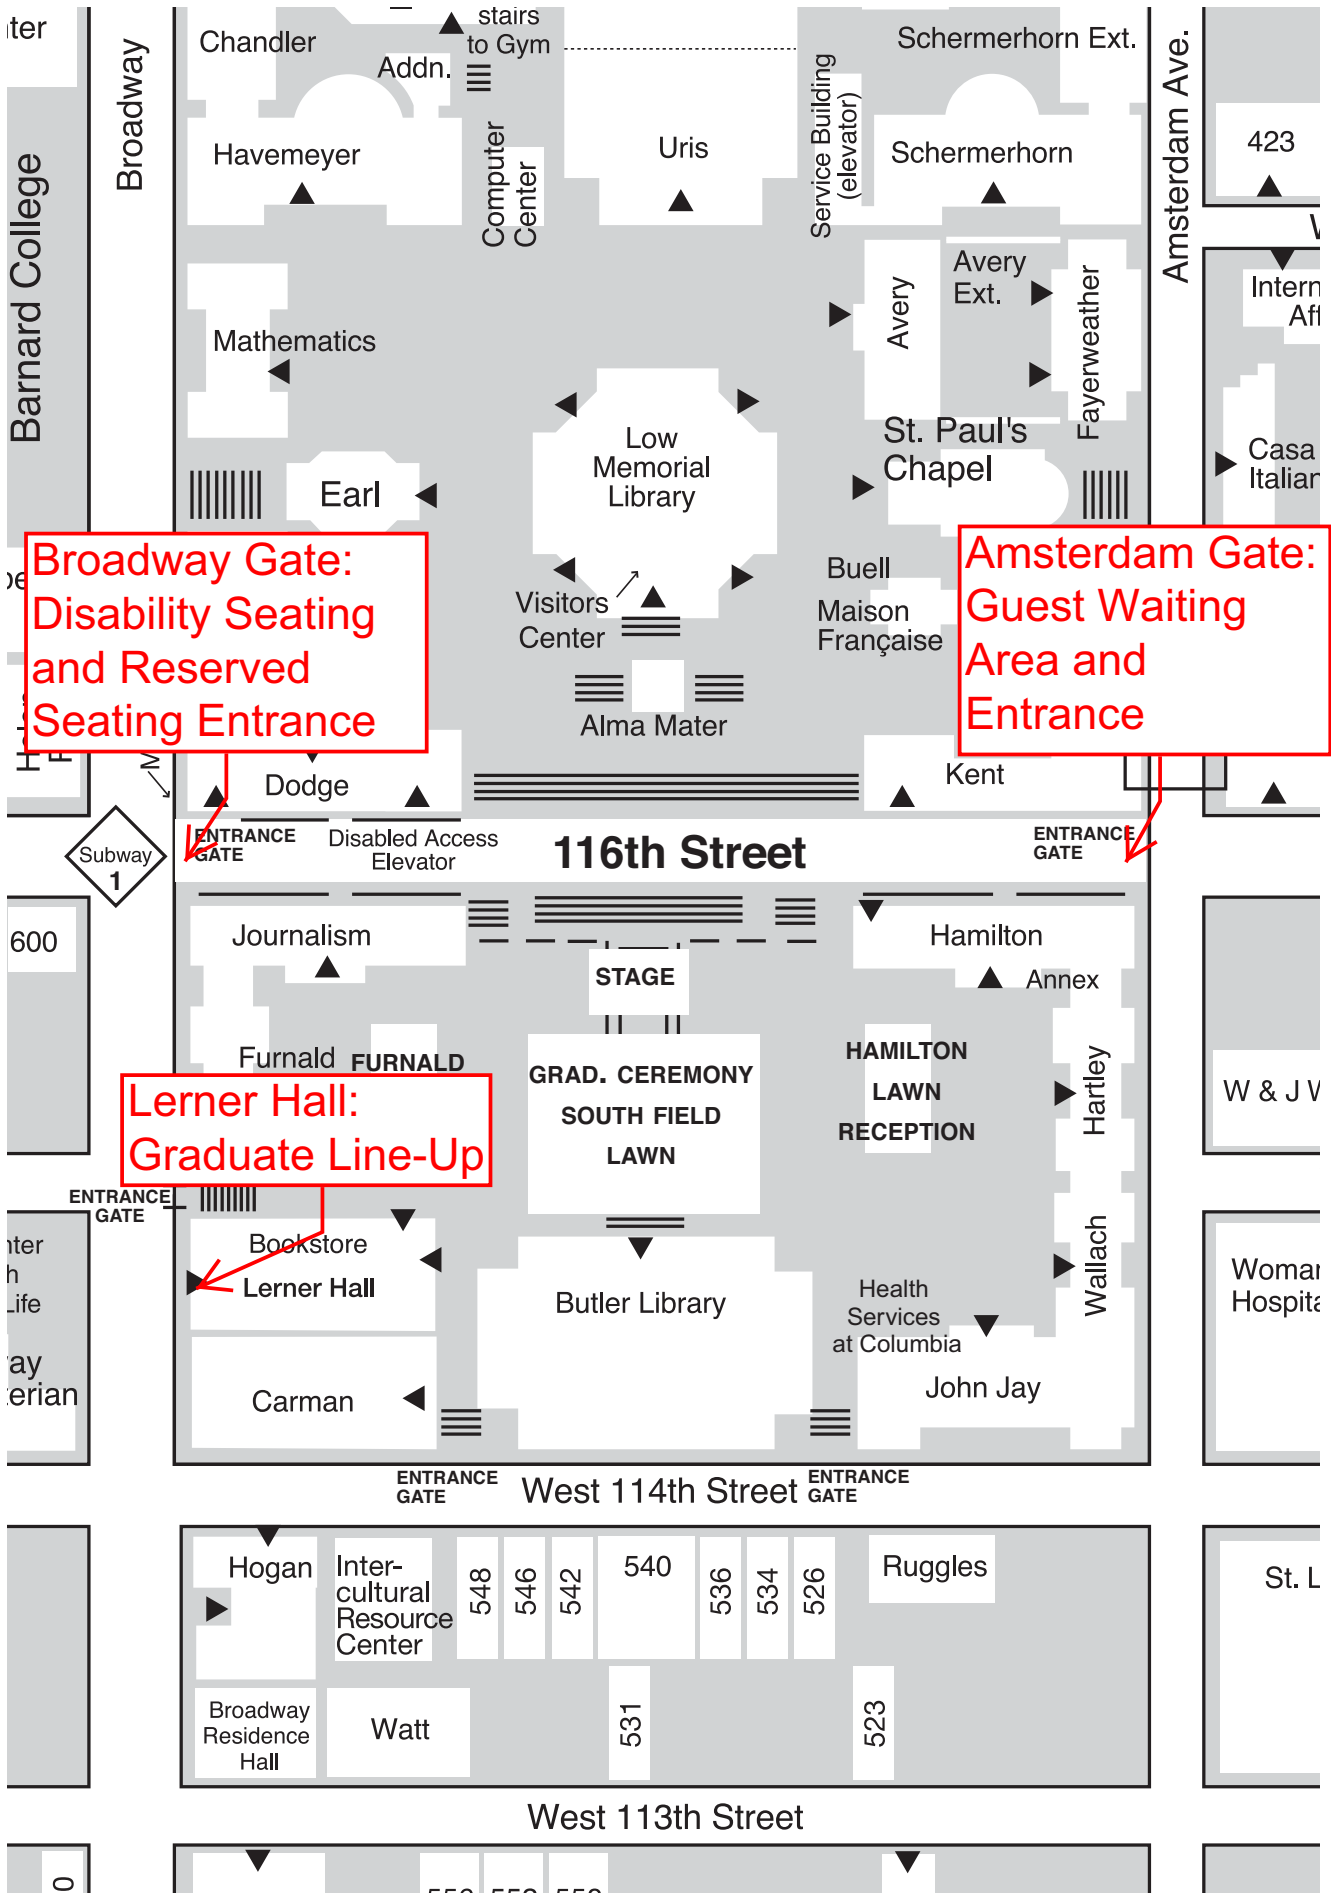 stairs
to Gym
Chandler
Addn.
Broadway
Havemeyer
Computer
Center
Uris
Service Building
(elevator)
Schermerhorn Ext.
Schermerhorn
Amsterdam Ave.
423
Barnard College
Mathematics
Avery
Avery
Ext.
Fayerweather
Low
Memorial
Library
St. Paul's
Chapel
Earl
Casa
Broadway Gate:
Disability Seating
and Reserved
Seating Entrance
Visitors
Center
Buell
Maison
Française
Amsterdam Gate:
Guest Waiting
Area and
Entrance
Alma Mater
Dodge
Kent
Subway
1
ENTRANCE
GATE
Disabled Access
Elevator
116th Street
ENTRANCE
GATE
600
Journalism
STAGE
Hamilton
Annex
Furnald
FURNALD
GRAD. CEREMONY
SOUTH FIELD
LAWN
HAMILTON
LAWN
RECEPTION
Hartley
W & J W
Lerner Hall:
Graduate Line-Up
ENTRANCE
GATE
Bookstore
Lerner Hall
Butler Library
Health
Services
at Columbia
Wallach
Life
Carman
John Jay
ENTRANCE
GATE
West 114th Street
ENTRANCE
GATE
Hogan
Inter-
cultural
Resource
Center
548
546
542
540
536
534
526
Ruggles
St. L
Broadway
Residence
Hall
Watt
531
523
West 113th Street